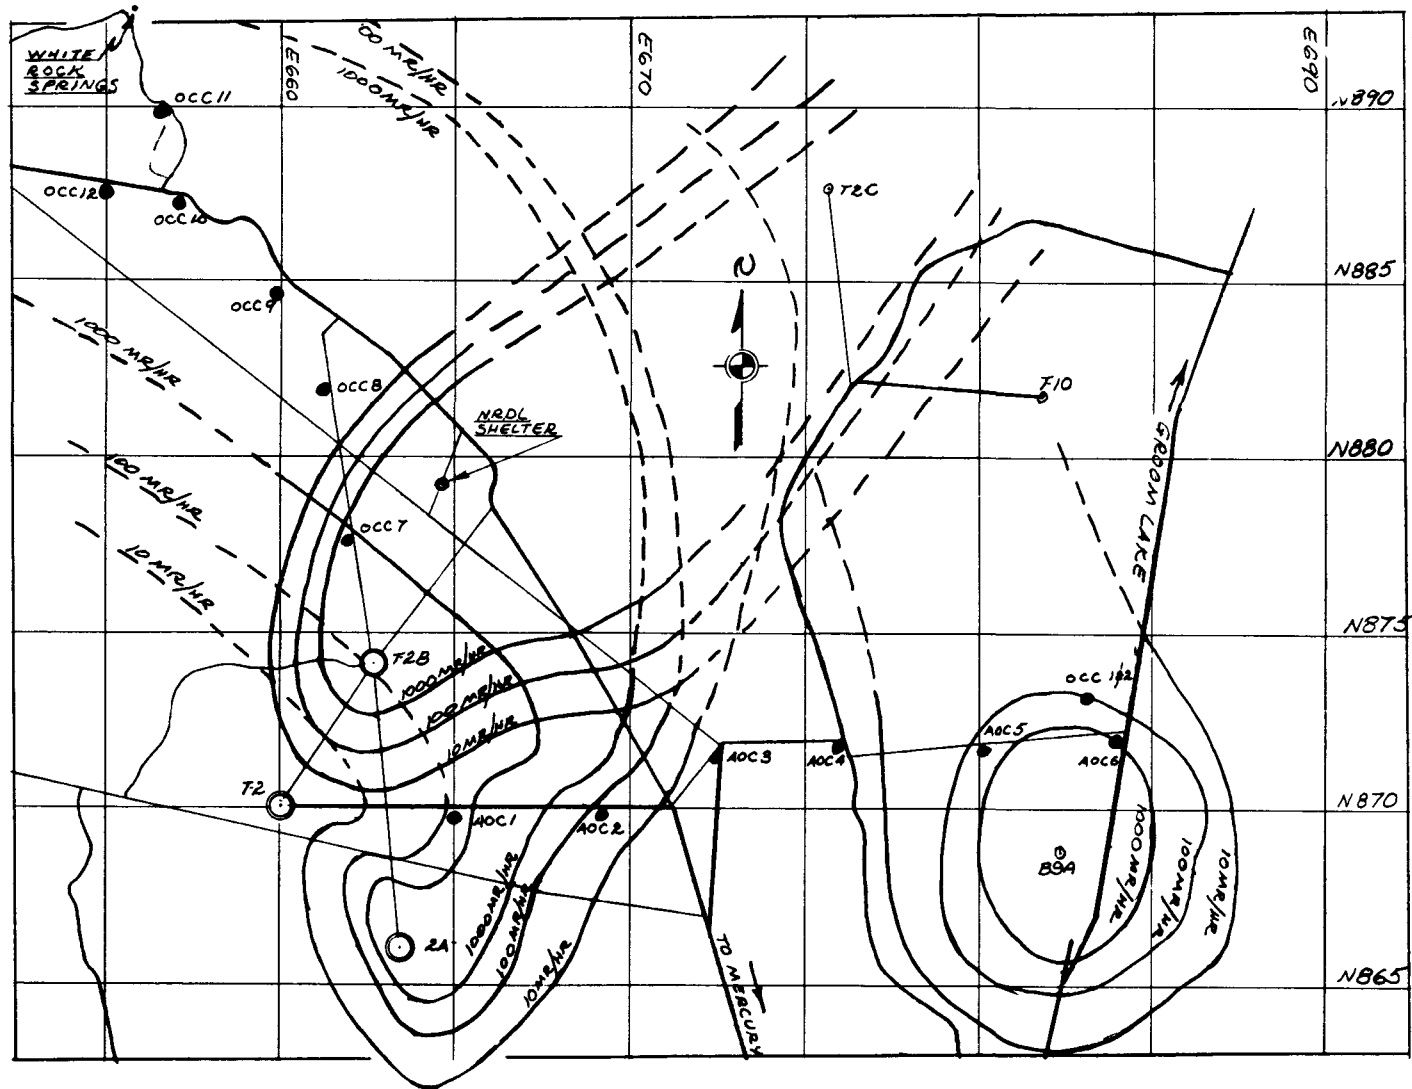 WHITE
ROCK
SPRINGS
OCC11
E660
100 MR/HR
1000MR/HR
E670
E690
N890
OCC12
OCC10
T2C
OCC9
N
N885
1000 MR/HR
OCC8
NRDL
SHELTER
F10
GROOM LAKE
N880
100 MR/HR
OCC7
10 MR/HR
N875
T2B
1000MR/HR
100MR/HR
10MR/HR
AOC5
AOC3
AOC4
AOC6
T-2
N870
AOC1
AOC2
B9A
1000MR/HR
100MR/HR
10MR/HR
2A
1000MR/HR
100MR/HR
10MR/HR
TO MERCURY
N865